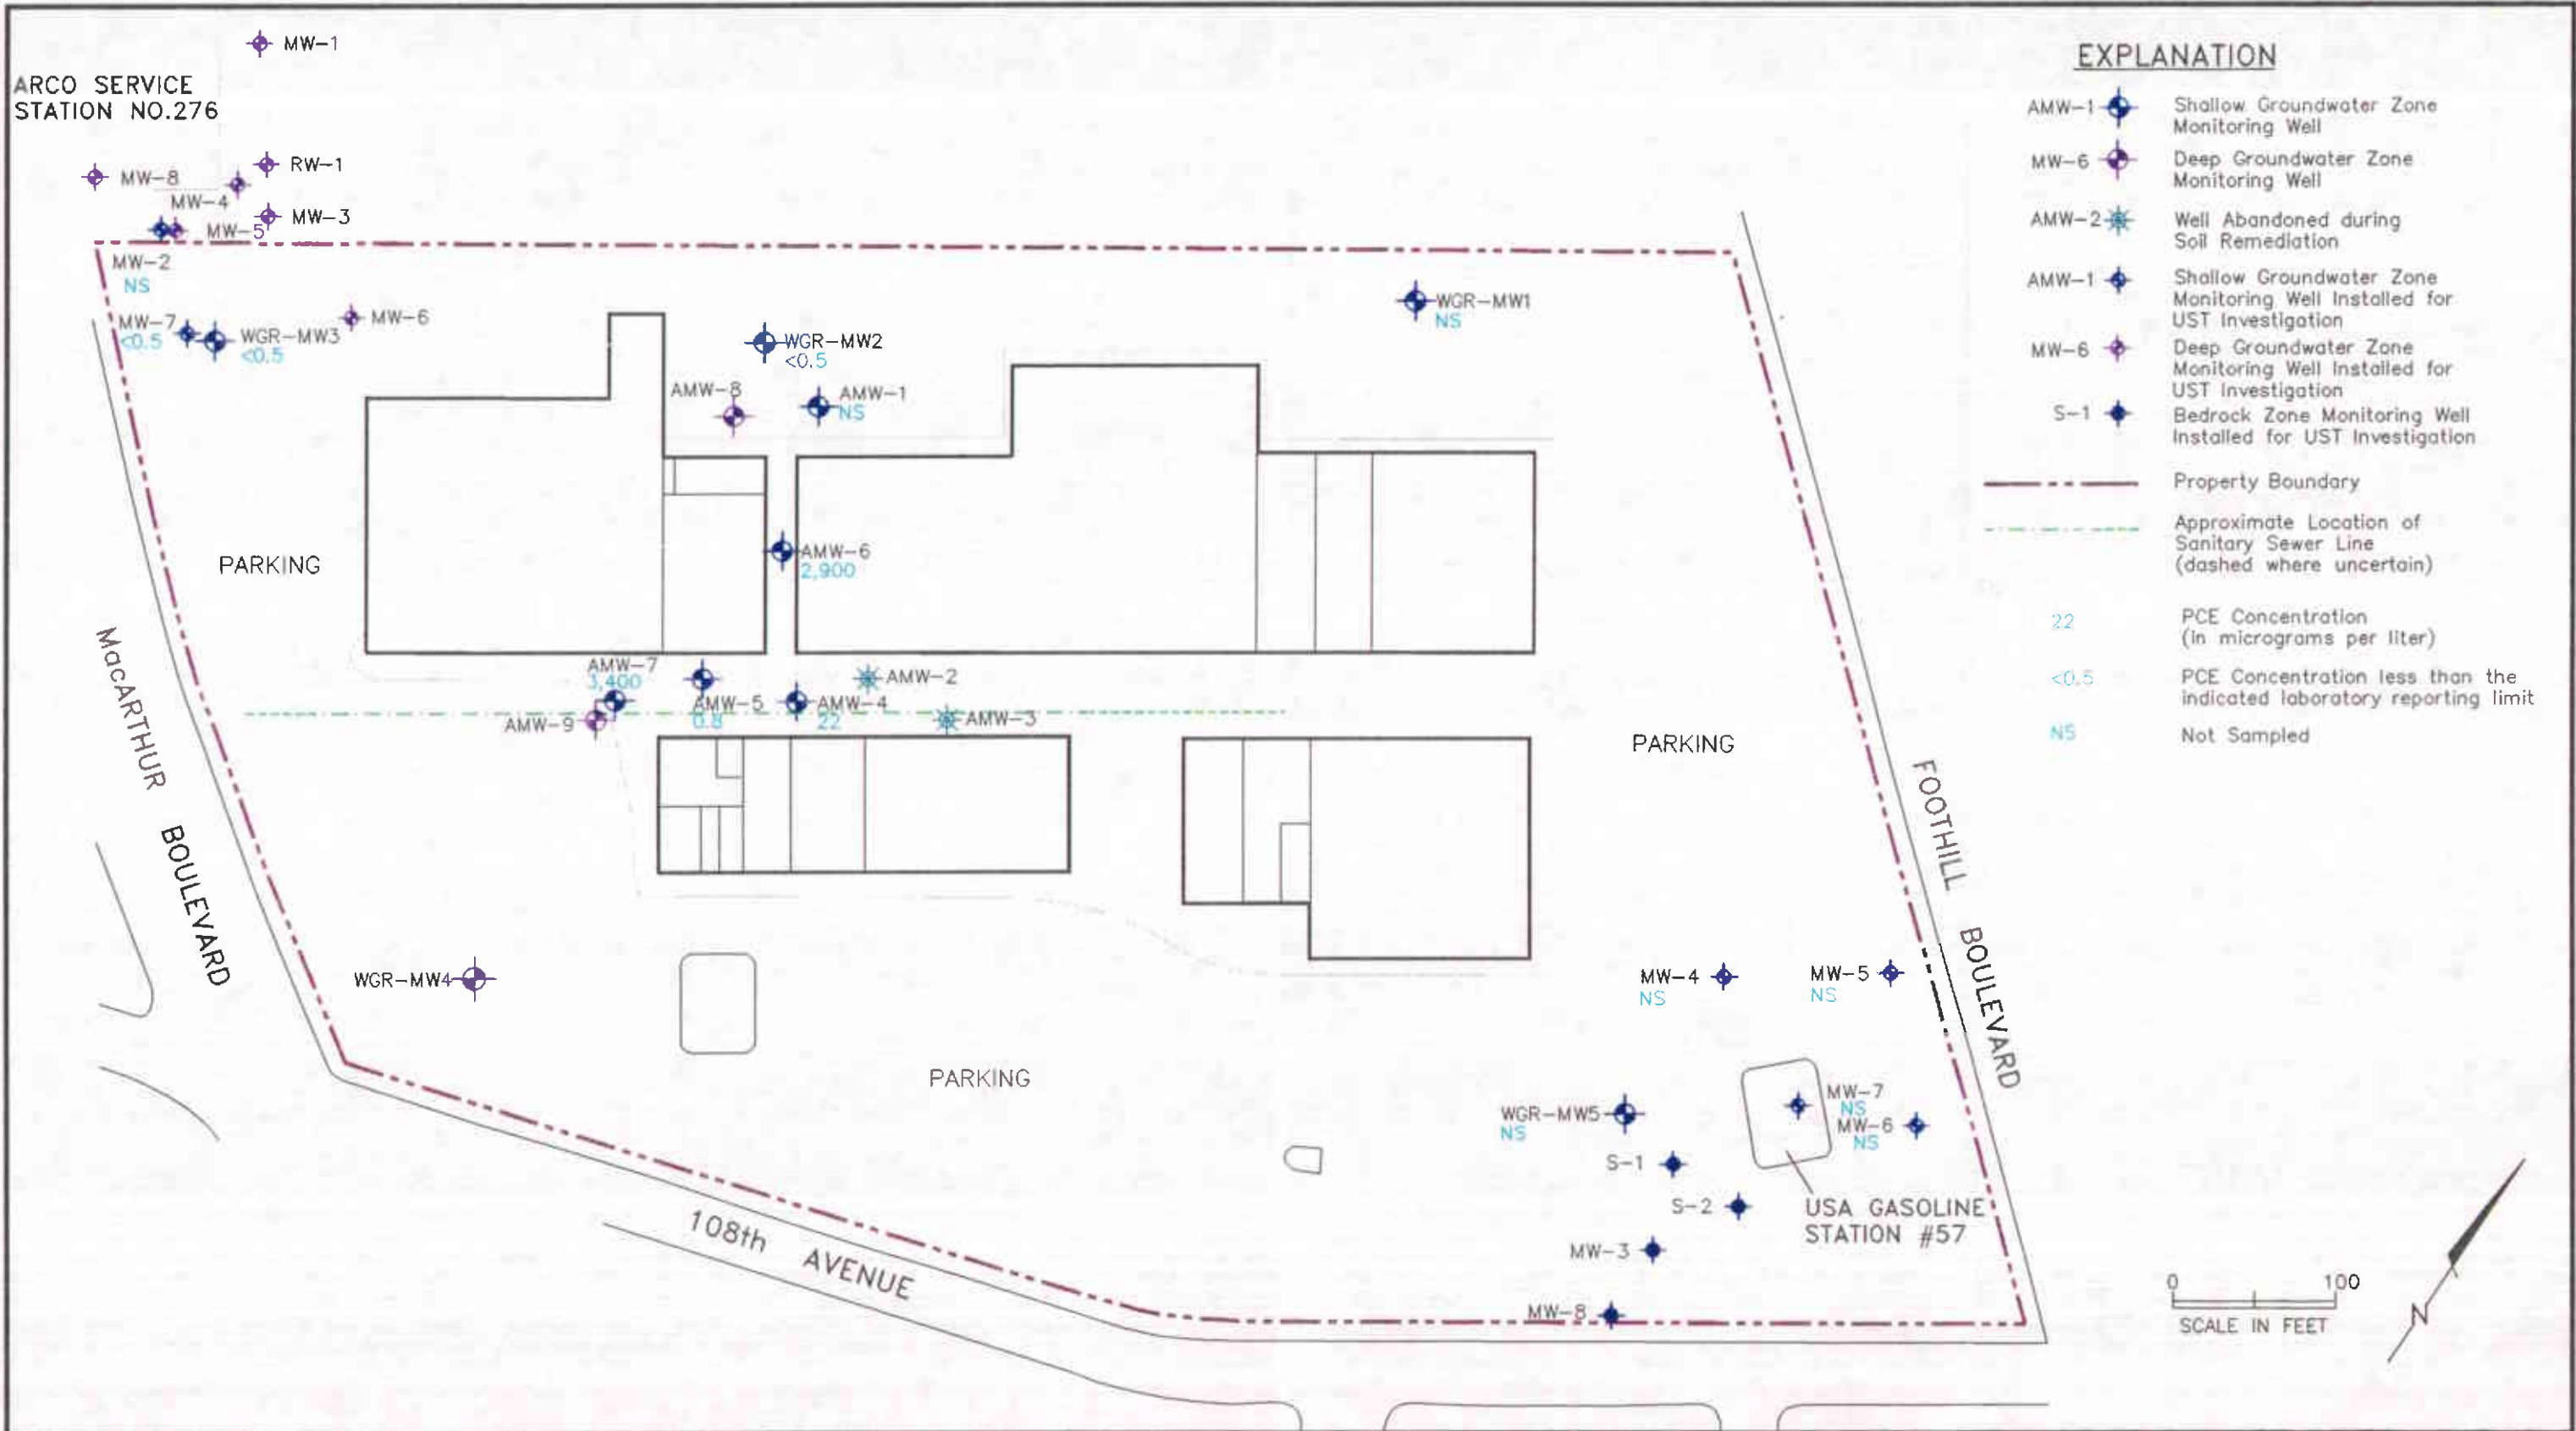 MW-1
ARCO SERVICE
STATION NO.276
RW-1
MW-8
MW-4
MW-3
MW-5
MW-2
NS
MW-7
<0.5
WGR-MW3
<0.5
MW-6
WGR-MW2
<0.5
WGR-MW1
NS
AMW-8
AMW-1
NS
PARKING
AMW-6
2,900
AMW-7
3,400
AMW-5
0.8
AMW-4
22
AMW-2
AMW-3
AMW-9
PARKING
MacARTHUR BOULEVARD
FOOTHILL BOULEVARD
WGR-MW4
MW-4
NS
MW-5
NS
PARKING
WGR-MW5
NS
MW-7
NS
MW-6
NS
S-1
S-2
USA GASOLINE
STATION #57
MW-3
MW-8
108th AVENUE
EXPLANATION
AMW-1 Shallow Groundwater Zone
Monitoring Well
MW-6 Deep Groundwater Zone
Monitoring Well
AMW-2 Well Abandoned during
Soil Remediation
AMW-1 Shallow Groundwater Zone
Monitoring Well Installed for
UST Investigation
MW-6 Deep Groundwater Zone
Monitoring Well Installed for
UST Investigation
S-1 Bedrock Zone Monitoring Well
Installed for UST Investigation
Property Boundary
Approximate Location of
Sanitary Sewer Line
(dashed where uncertain)
22 PCE Concentration
(in micrograms per liter)
<0.5 PCE Concentration less than the
indicated laboratory reporting limit
NS Not Sampled
0 100
SCALE IN FEET
N